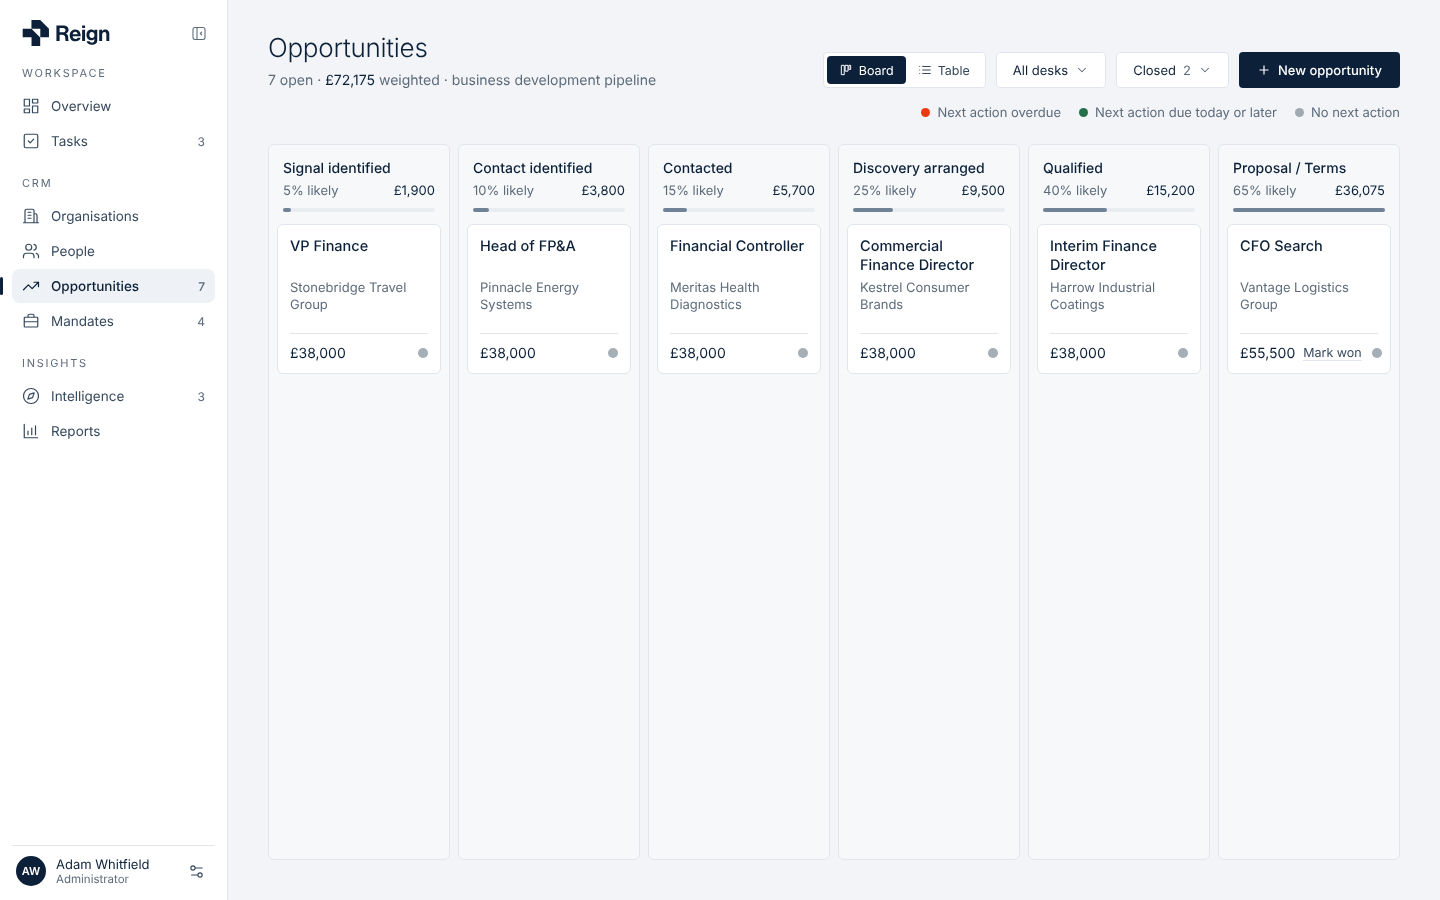 Reign
WORKSPACE
Overview
Tasks 3
CRM
Organisations
People
Opportunities 7
Mandates 4
INSIGHTS
Intelligence 3
Reports
AW
Adam Whitfield
Administrator
Opportunities
7 open · £72,175 weighted · business development pipeline
Board Table All desks Closed 2 New opportunity
Next action overdue Next action due today or later No next action
Signal identified
5% likely £1,900
VP Finance
Stonebridge Travel
Group
£38,000
Contact identified
10% likely £3,800
Head of FP&A
Pinnacle Energy
Systems
£38,000
Contacted
15% likely £5,700
Financial Controller
Meritas Health
Diagnostics
£38,000
Discovery arranged
25% likely £9,500
Commercial
Finance Director
Kestrel Consumer
Brands
£38,000
Qualified
40% likely £15,200
Interim Finance
Director
Harrow Industrial
Coatings
£38,000
Proposal / Terms
65% likely £36,075
CFO Search
Vantage Logistics
Group
£55,500 Mark won